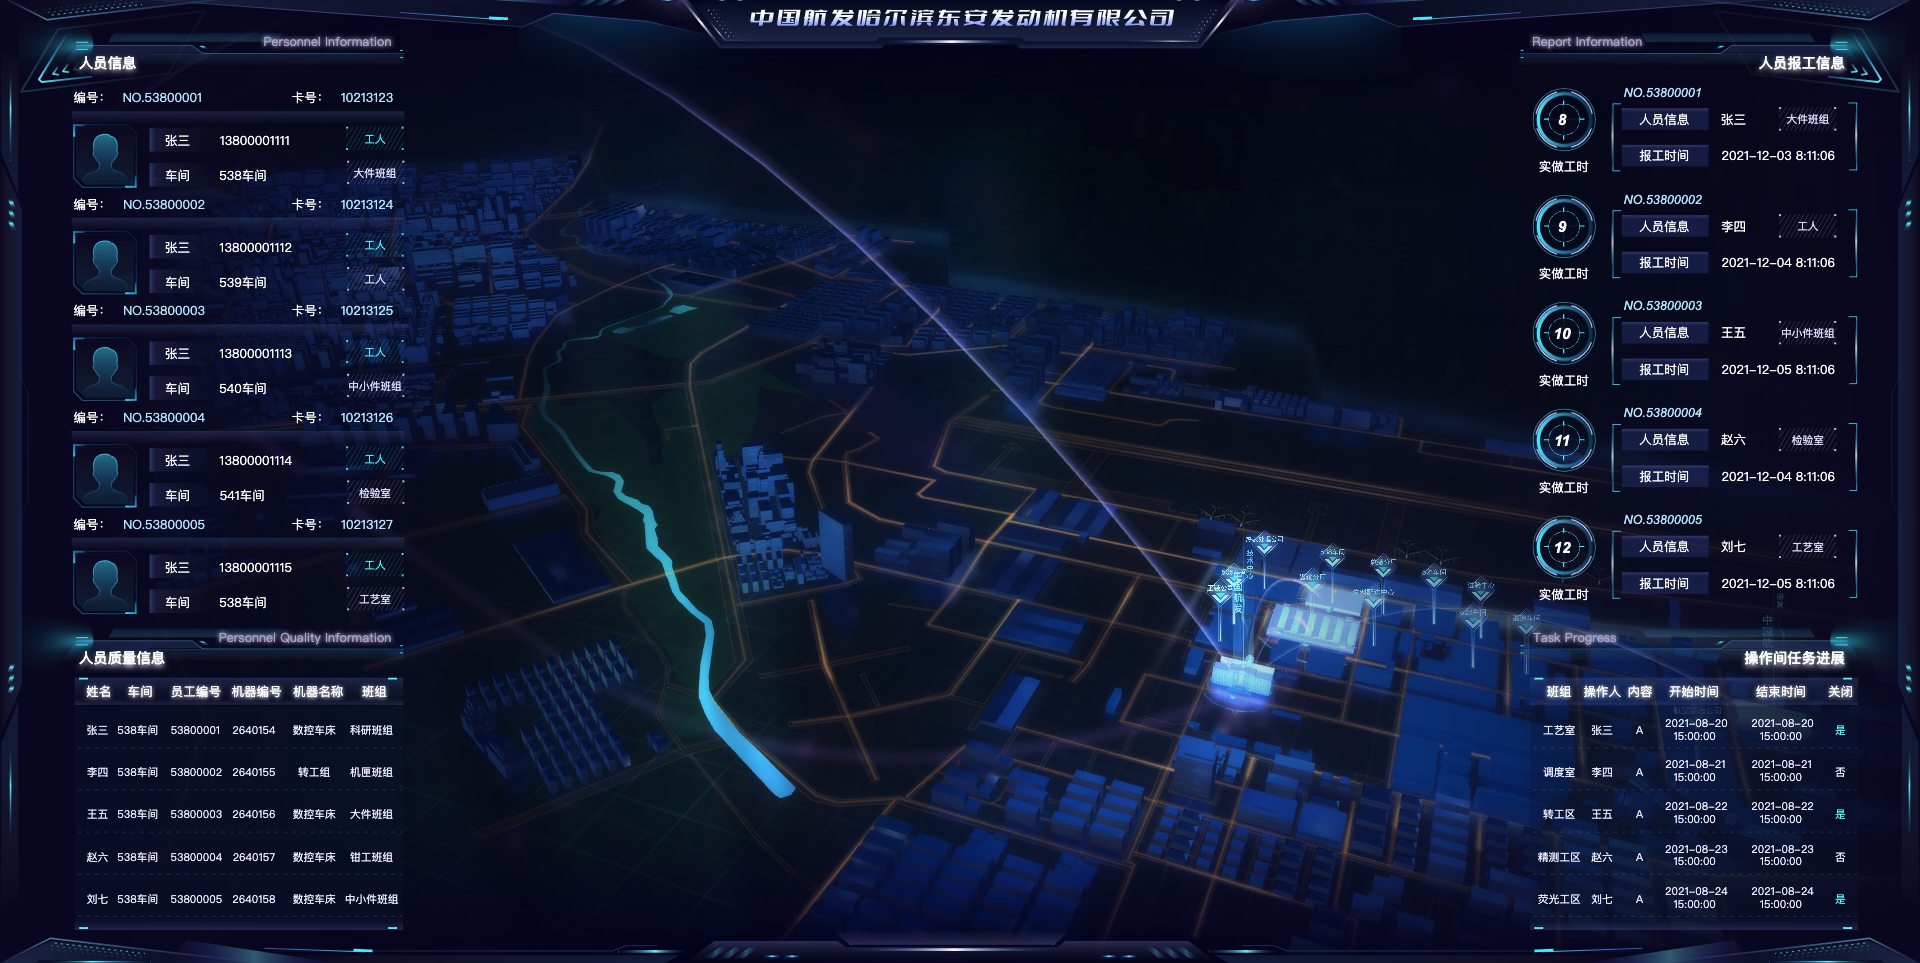 中国航发哈尔滨东安发动机有限公司
Personnel Information
人员信息
编号： NO.53800001 卡号： 10213123
张三 13800001111 工人
车间 538车间 大件班组
编号： NO.53800002 卡号： 10213124
张三 13800001112 工人
车间 539车间 工人
编号： NO.53800003 卡号： 10213125
张三 13800001113 工人
车间 540车间 中小件班组
编号： NO.53800004 卡号： 10213126
张三 13800001114 工人
车间 541车间 检验室
编号： NO.53800005 卡号： 10213127
张三 13800001115 工人
车间 538车间 工艺室
Personnel Quality Information
人员质量信息
姓名 车间 员工编号 机器编号 机器名称 班组
张三 538车间 53800001 2640154 数控车床 科研班组
李四 538车间 53800002 2640155 转工组 机匣班组
王五 538车间 53800003 2640156 数控车床 大件班组
赵六 538车间 53800004 2640157 数控车床 钳工班组
刘七 538车间 53800005 2640158 数控车床 中小件班组
Report Information
人员报工信息
NO.53800001
8 人员信息 张三 大件班组
实做工时 报工时间 2021-12-03 8:11:06
NO.53800002
9 人员信息 李四 工人
实做工时 报工时间 2021-12-04 8:11:06
NO.53800003
10 人员信息 王五 中小件班组
实做工时 报工时间 2021-12-05 8:11:06
NO.53800004
11 人员信息 赵六 检验室
实做工时 报工时间 2021-12-04 8:11:06
NO.53800005
12 人员信息 刘七 工艺室
实做工时 报工时间 2021-12-05 8:11:06
Task Progress
操作间任务进展
班组 操作人 内容 开始时间 结束时间 关闭
工艺室 张三 A 2021-08-20 15:00:00 2021-08-20 15:00:00 是
调度室 李四 A 2021-08-21 15:00:00 2021-08-21 15:00:00 否
转工区 王五 A 2021-08-22 15:00:00 2021-08-22 15:00:00 是
精测工区 赵六 A 2021-08-23 15:00:00 2021-08-23 15:00:00 否
荧光工区 刘七 A 2021-08-24 15:00:00 2021-08-24 15:00:00 是